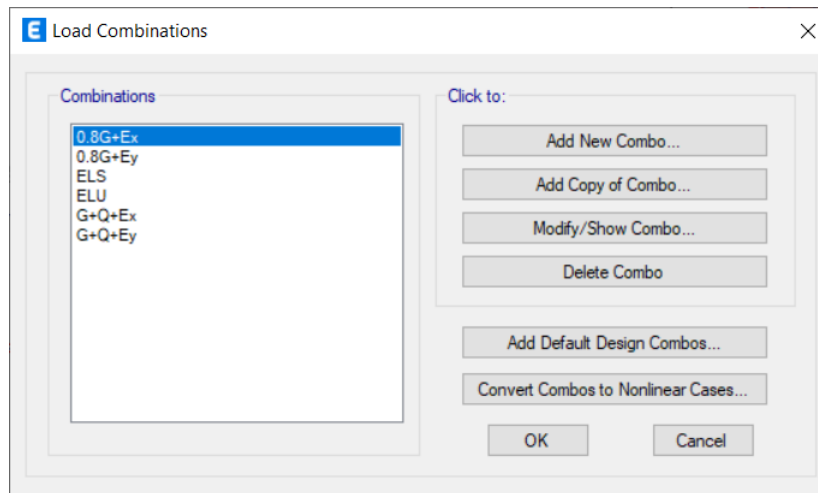 E Load Combinations
Combinations
0.8G+Ex
0.8G+Ey
ELS
ELU
G+Q+Ex
G+Q+Ey
Click to:
Add New Combo...
Add Copy of Combo...
Modify/Show Combo...
Delete Combo
Add Default Design Combos...
Convert Combos to Nonlinear Cases...
OK
Cancel